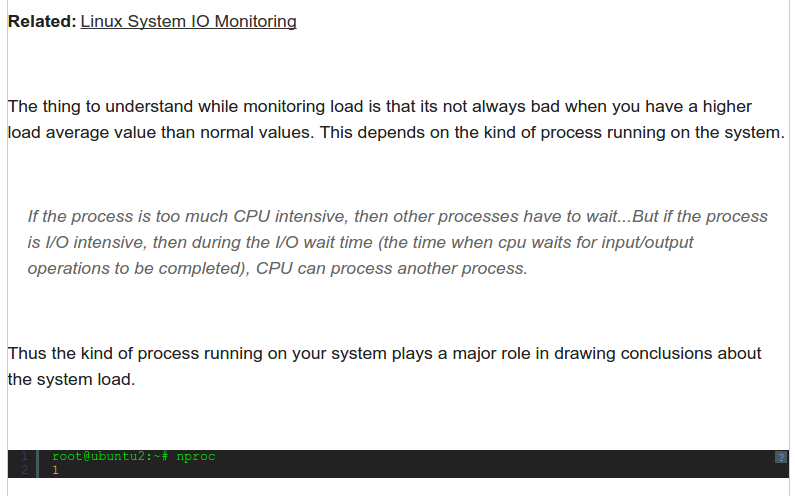 Related: Linux System IO Monitoring
The thing to understand while monitoring load is that its not always bad when you have a higher
load average value than normal values. This depends on the kind of process running on the system.
If the process is too much CPU intensive, then other processes have to wait...But if the process
is I/O intensive, then during the I/O wait time (the time when cpu waits for input/output
operations to be completed), CPU can process another process.
Thus the kind of process running on your system plays a major role in drawing conclusions about
the system load.
1 root@ubuntu2:~# nproc ?
2 1